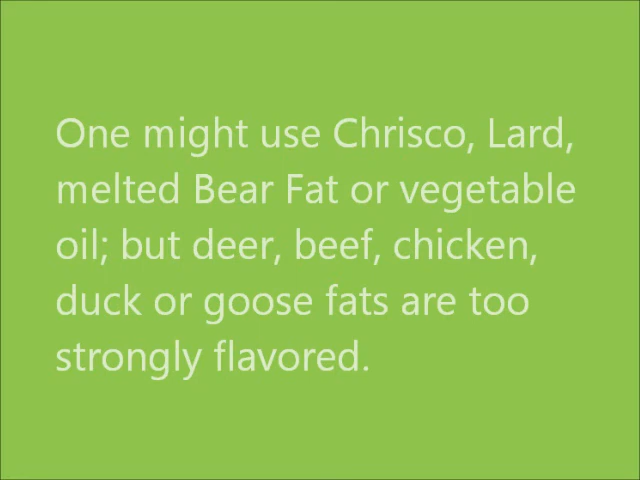 One might use Chrisco, Lard,
melted Bear Fat or vegetable
oil; but deer, beef, chicken,
duck or goose fats are too
strongly flavored.